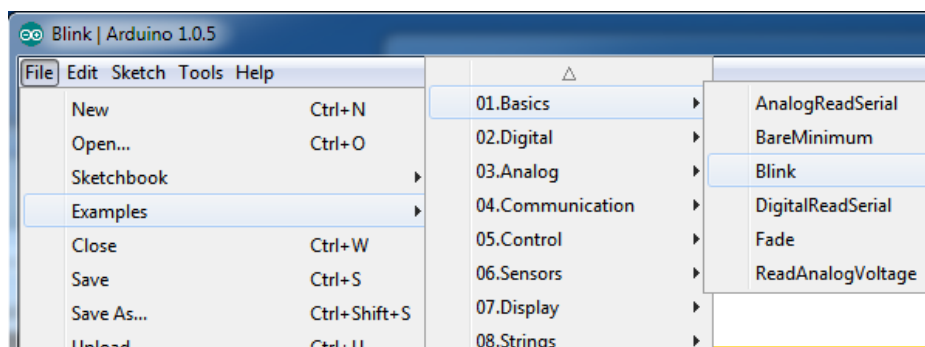 Blink | Arduino 1.0.5
File Edit Sketch Tools Help
New Ctrl+N
Open... Ctrl+O
Sketchbook
Examples
Close Ctrl+W
Save Ctrl+S
Save As... Ctrl+Shift+S
Upload Ctrl+U
01.Basics
02.Digital
03.Analog
04.Communication
05.Control
06.Sensors
07.Display
08.Strings
AnalogReadSerial
BareMinimum
Blink
DigitalReadSerial
Fade
ReadAnalogVoltage